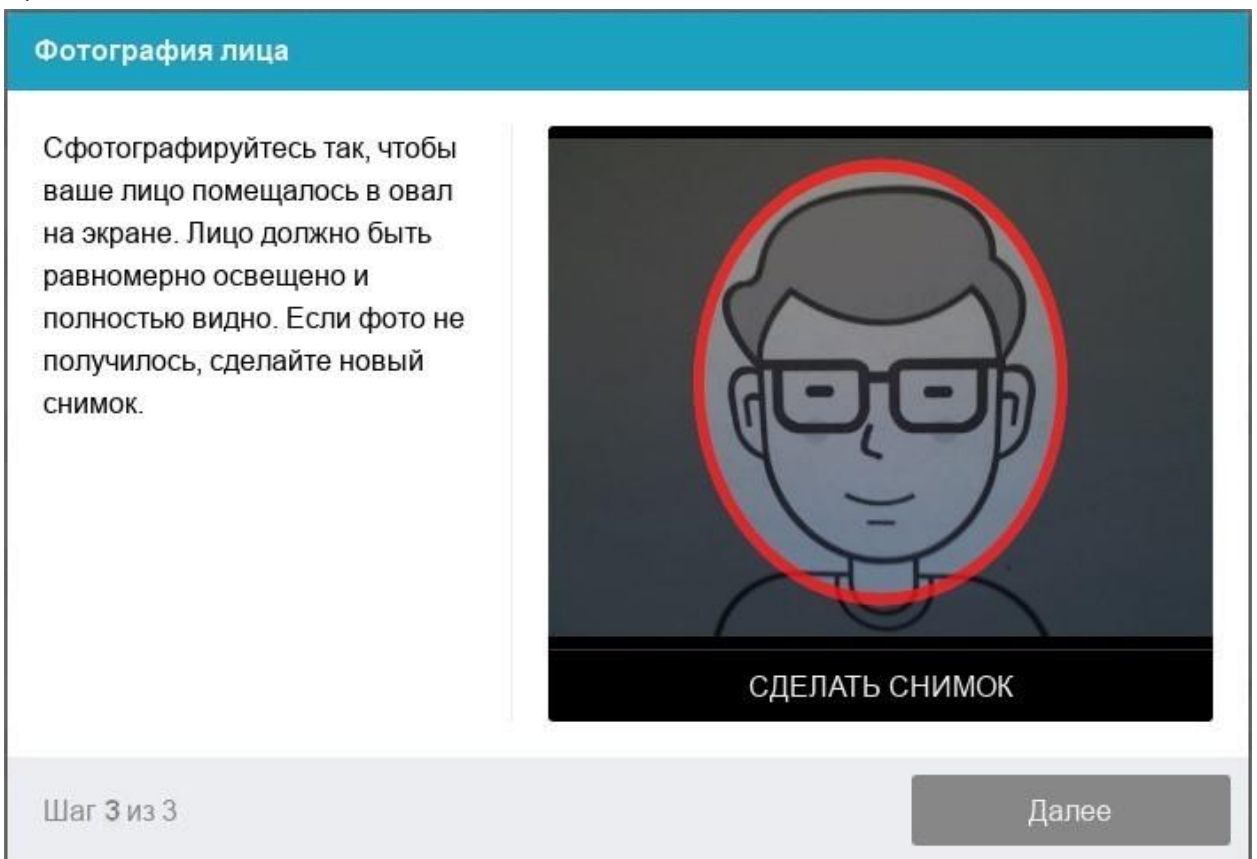 Фотография лица
Сфотографируйтесь так, чтобы
ваше лицо помещалось в овал
на экране. Лицо должно быть
равномерно освещено и
полностью видно. Если фото не
получилось, сделайте новый
снимок.
СДЕЛАТЬ СНИМОК
Шаг 3 из 3
Далее